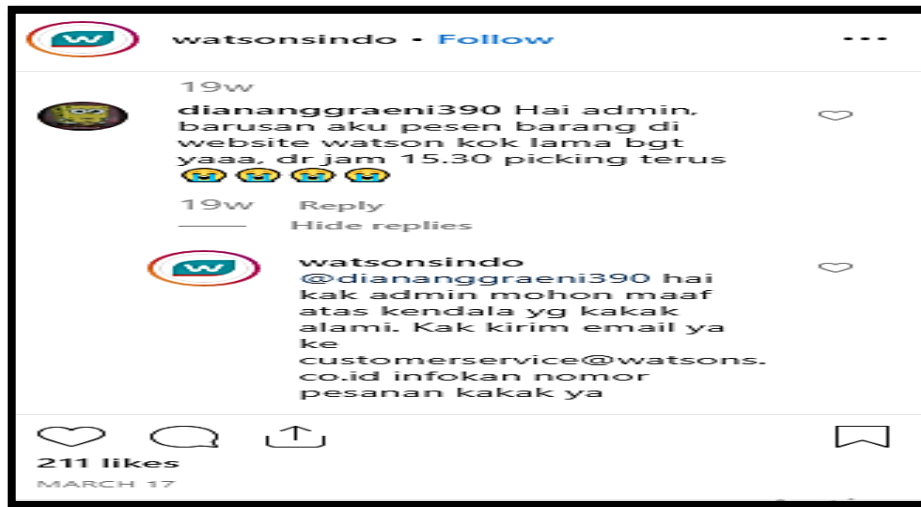 watsonsindo • Follow
19w
diananggraeni390 Hai admin,
barusan aku pesen barang di
website watson kok lama bgt
yaaa, dr jam 15.30 picking terus
😭😭😭😭
19w Reply
Hide replies
watsonsindo
@diananggraeni390 hai
kak admin mohon maaf
atas kendala yg kakak
alami. Kak kirim email ya
ke
customerservice@watsons.
co.id infokan nomor
pesanan kakak ya
211 likes
MARCH 17